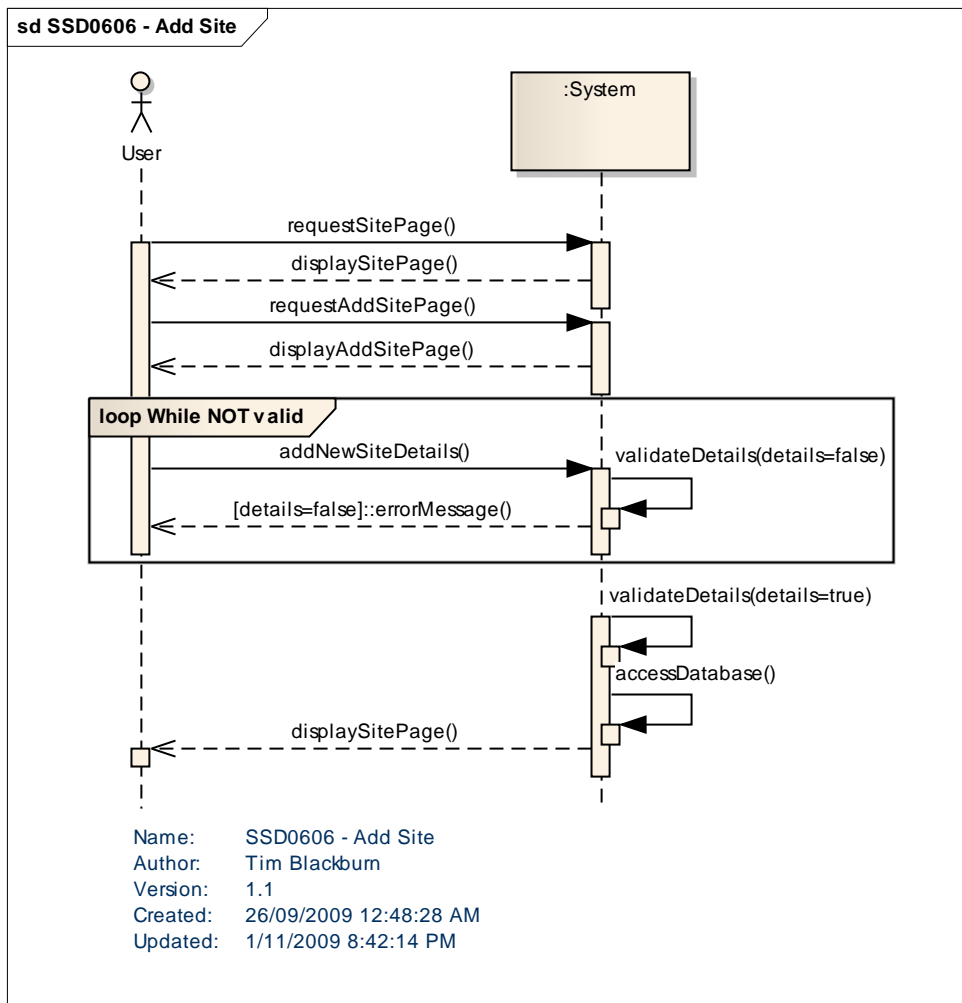 sd SSD0606 - Add Site
:System
User
requestSitePage()
displaySitePage()
requestAddSitePage()
displayAddSitePage()
loop While NOT valid
addNewSiteDetails()
validateDetails(details=false)
[details=false]::errorMessage()
validateDetails(details=true)
accessDatabase()
displaySitePage()
Name: SSD0606 - Add Site
Author: Tim Blackburn
Version: 1.1
Created: 26/09/2009 12:48:28 AM
Updated: 1/11/2009 8:42:14 PM